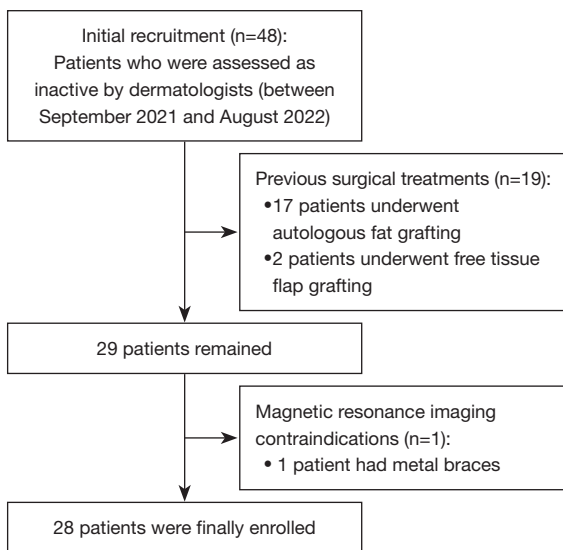 Initial recruitment (n=48):
Patients who were assessed as
inactive by dermatologists (between
September 2021 and August 2022)
Previous surgical treatments (n=19):
•17 patients underwent
autologous fat grafting
•2 patients underwent free tissue
flap grafting
29 patients remained
Magnetic resonance imaging
contraindications (n=1):
• 1 patient had metal braces
28 patients were finally enrolled